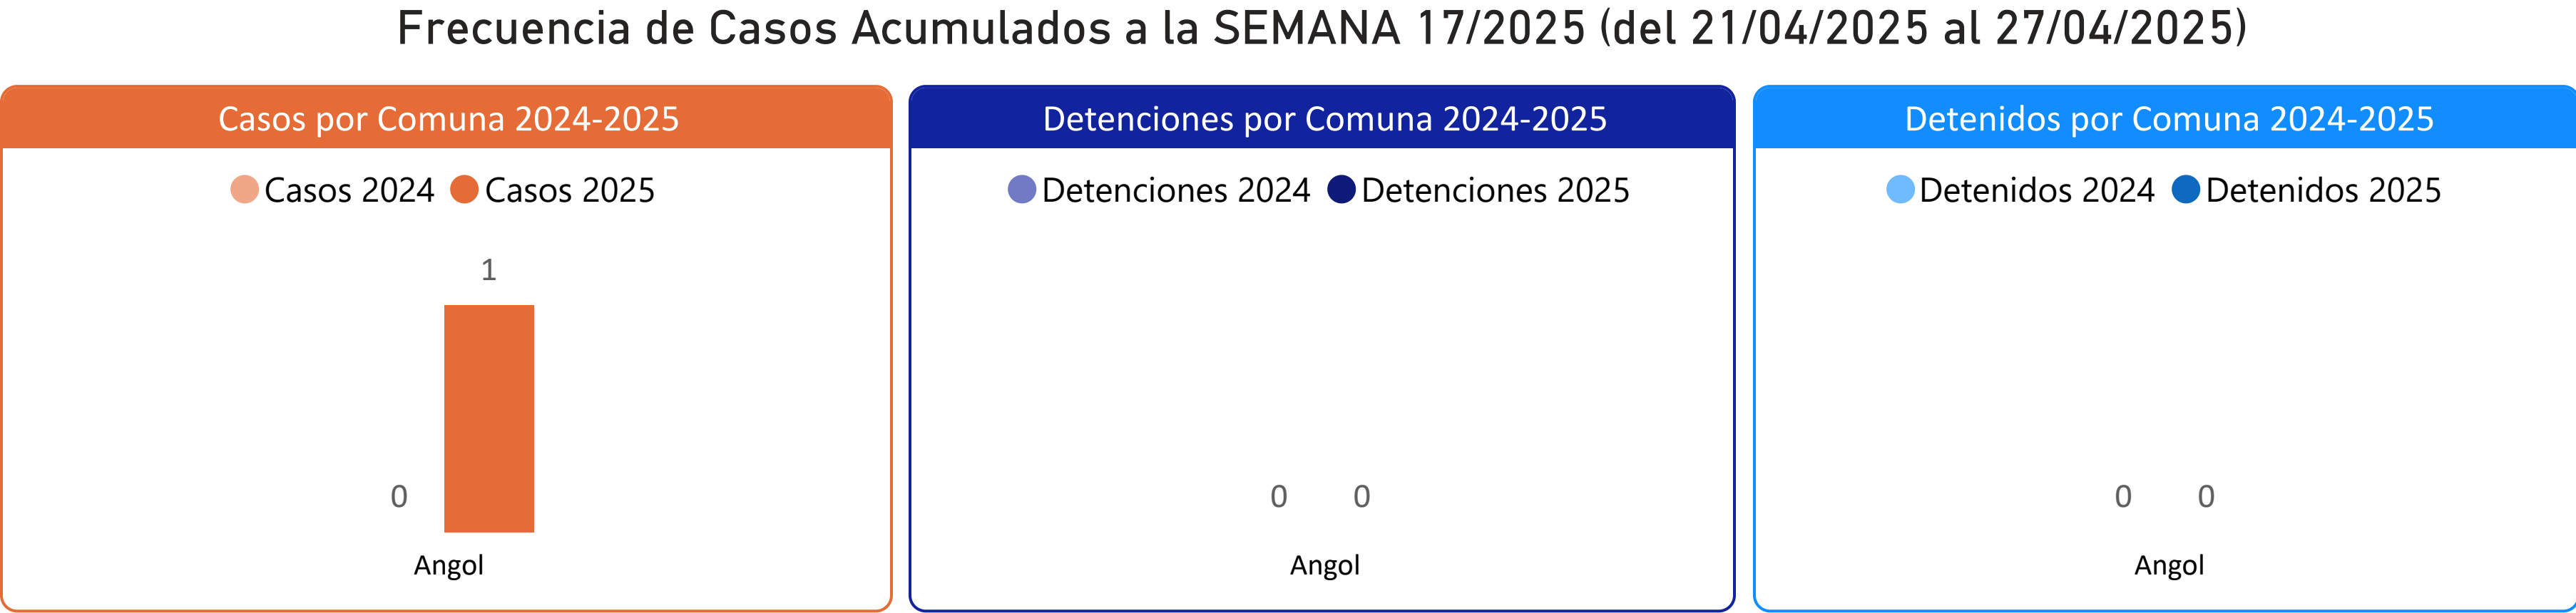 Frecuencia de Casos Acumulados a la SEMANA 17/2025 (del 21/04/2025 al 27/04/2025)
Casos por Comuna 2024-2025
Casos 2024 Casos 2025
1
0
Angol
Detenciones por Comuna 2024-2025
Detenciones 2024 Detenciones 2025
0 0
Angol
Detenidos por Comuna 2024-2025
Detenidos 2024 Detenidos 2025
0 0
Angol